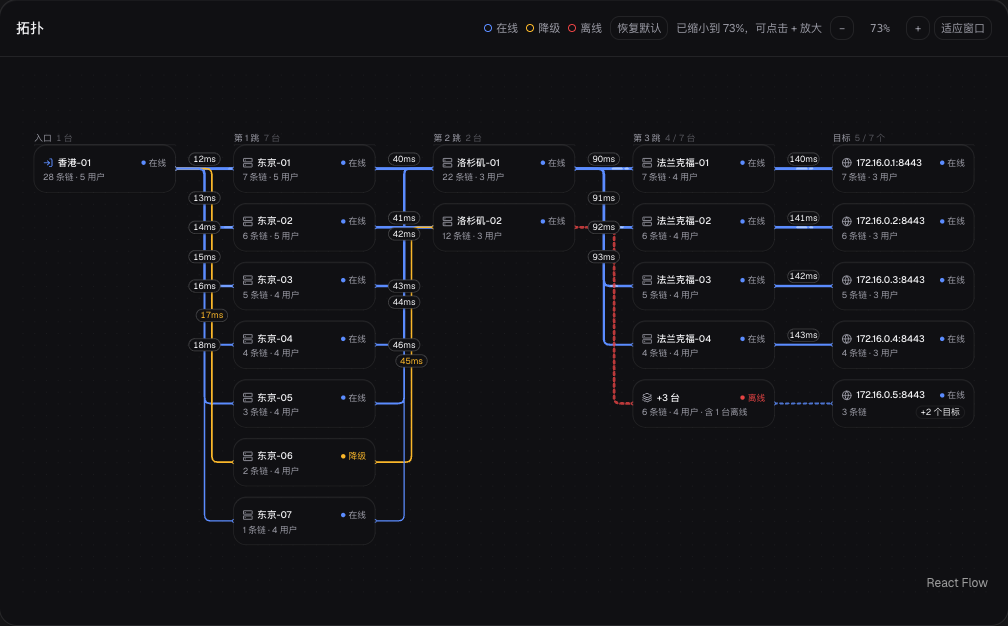 拓扑
在线 降级 离线 恢复默认 已缩小到 73%，可点击 + 放大 − 73% + 适应窗口
入口 1 台
香港-01 在线
28 条链 · 5 用户
12ms
13ms
14ms
15ms
16ms
17ms
18ms
第 1 跳 7 台
东京-01 在线
7 条链 · 5 用户
东京-02 在线
6 条链 · 5 用户
东京-03 在线
5 条链 · 4 用户
东京-04 在线
4 条链 · 4 用户
东京-05 在线
3 条链 · 4 用户
东京-06 降级
2 条链 · 4 用户
东京-07 在线
1 条链 · 4 用户
40ms
41ms
42ms
43ms
44ms
46ms
45ms
第 2 跳 2 台
洛杉矶-01 在线
22 条链 · 3 用户
洛杉矶-02 在线
12 条链 · 3 用户
90ms
91ms
92ms
93ms
第 3 跳 4 / 7 台
法兰克福-01 在线
7 条链 · 4 用户
法兰克福-02 在线
6 条链 · 4 用户
法兰克福-03 在线
5 条链 · 4 用户
法兰克福-04 在线
4 条链 · 4 用户
+3 台 离线
6 条链 · 4 用户 · 含 1 台离线
140ms
141ms
142ms
143ms
目标 5 / 7 个
172.16.0.1:8443 在线
7 条链 · 3 用户
172.16.0.2:8443 在线
6 条链 · 3 用户
172.16.0.3:8443 在线
5 条链 · 3 用户
172.16.0.4:8443 在线
4 条链 · 3 用户
172.16.0.5:8443 在线
3 条链 +2 个目标
React Flow